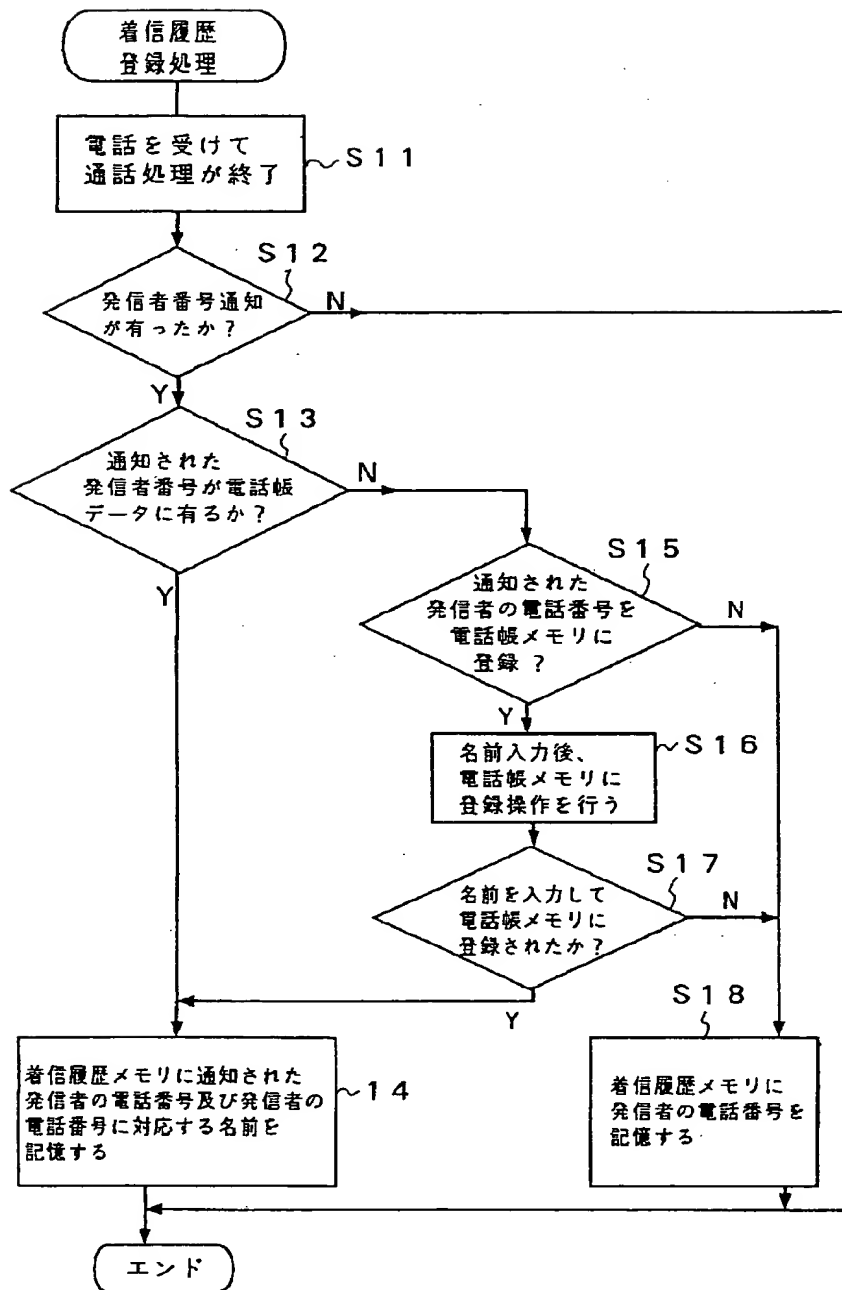 着信履歴
登録処理
電話を受けて
通話処理が終了
S11
S12
発信者番号通知
が有ったか？
N
Y
S13
通知された
発信者番号が電話帳
データに有るか？
N
Y
S15
通知された
発信者の電話番号を
電話帳メモリに
登録？
N
Y
S16
名前入力後、
電話帳メモリに
登録操作を行う
S17
名前を入力して
電話帳メモリに
登録されたか？
N
Y
着信履歴メモリに通知された
発信者の電話番号及び発信者の
電話番号に対応する名前を
記憶する
14
S18
着信履歴メモリに
発信者の電話番号を
記憶する
エンド